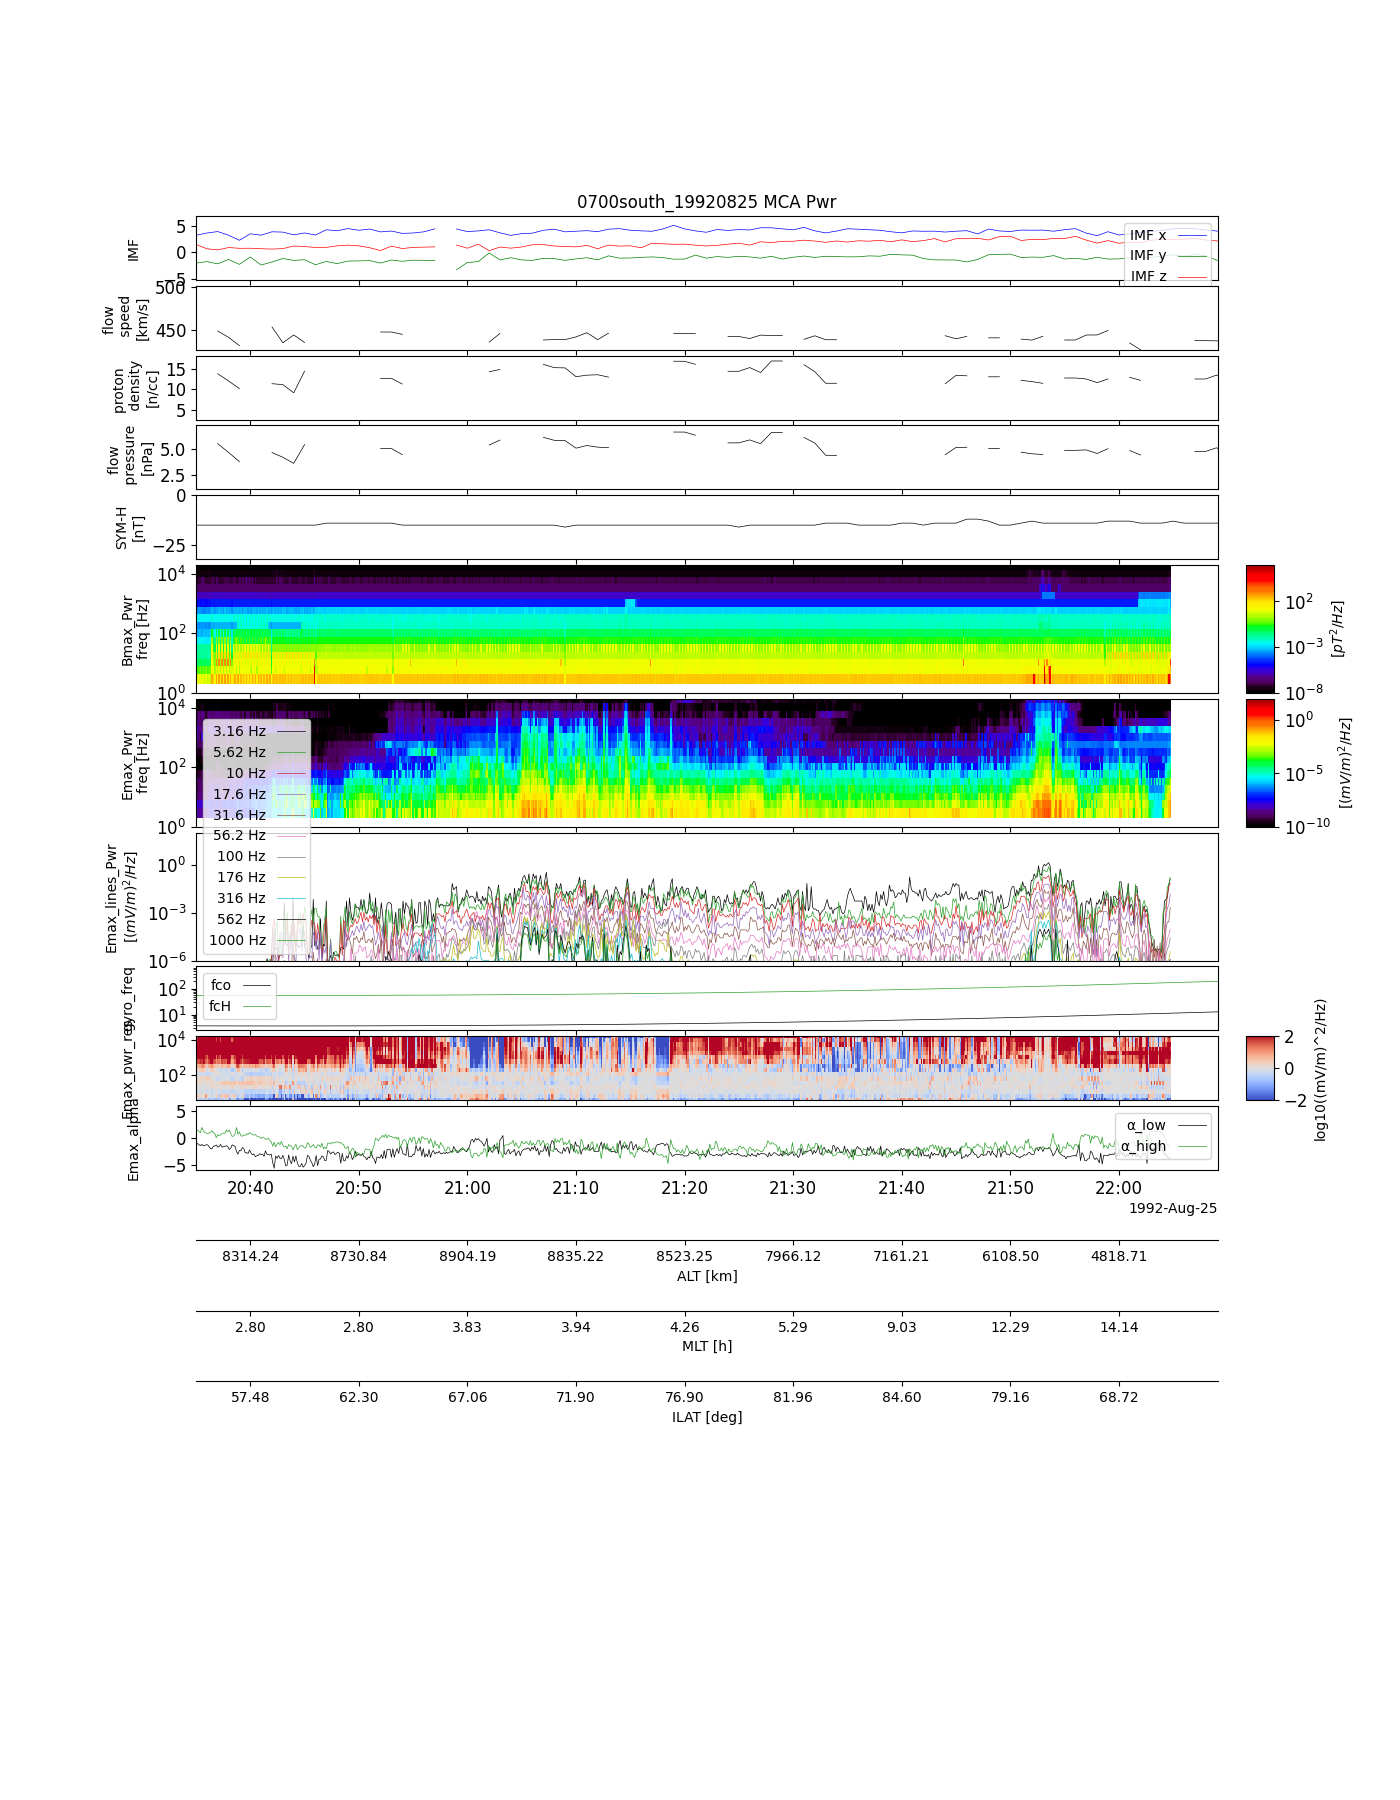 0700south_19920825 MCA Pwr
IMF
5
0
−5
IMF x
IMF y
IMF z
flow
speed
[km/s]
500
450
proton
density
[n/cc]
15
10
5
flow
pressure
[nPa]
5.0
2.5
SYM-H
[nT]
0
−25
Bmax_Pwr
freq [Hz]
10^4
10^2
10^0
10^2
10^−3
10^−8
[pT^2/Hz]
Emax_Pwr
freq [Hz]
10^4
10^2
10^0
10^0
10^−5
10^−10
[(mV/m)^2/Hz]
3.16 Hz
5.62 Hz
10 Hz
17.6 Hz
31.6 Hz
56.2 Hz
100 Hz
176 Hz
316 Hz
562 Hz
1000 Hz
Emax_lines_Pwr
[(mV/m)^2/Hz]
10^0
10^−3
10^−6
gyro_freq
10^2
10^1
fco
fcH
Emax_pwr_reg
10^4
10^2
2
0
−2
log10((mV/m)^2/Hz)
Emax_alpha
5
0
−5
α_low
α_high
20:40 20:50 21:00 21:10 21:20 21:30 21:40 21:50 22:00
1992-Aug-25
8314.24 8730.84 8904.19 8835.22 8523.25 7966.12 7161.21 6108.50 4818.71
ALT [km]
2.80 2.80 3.83 3.94 4.26 5.29 9.03 12.29 14.14
MLT [h]
57.48 62.30 67.06 71.90 76.90 81.96 84.60 79.16 68.72
ILAT [deg]